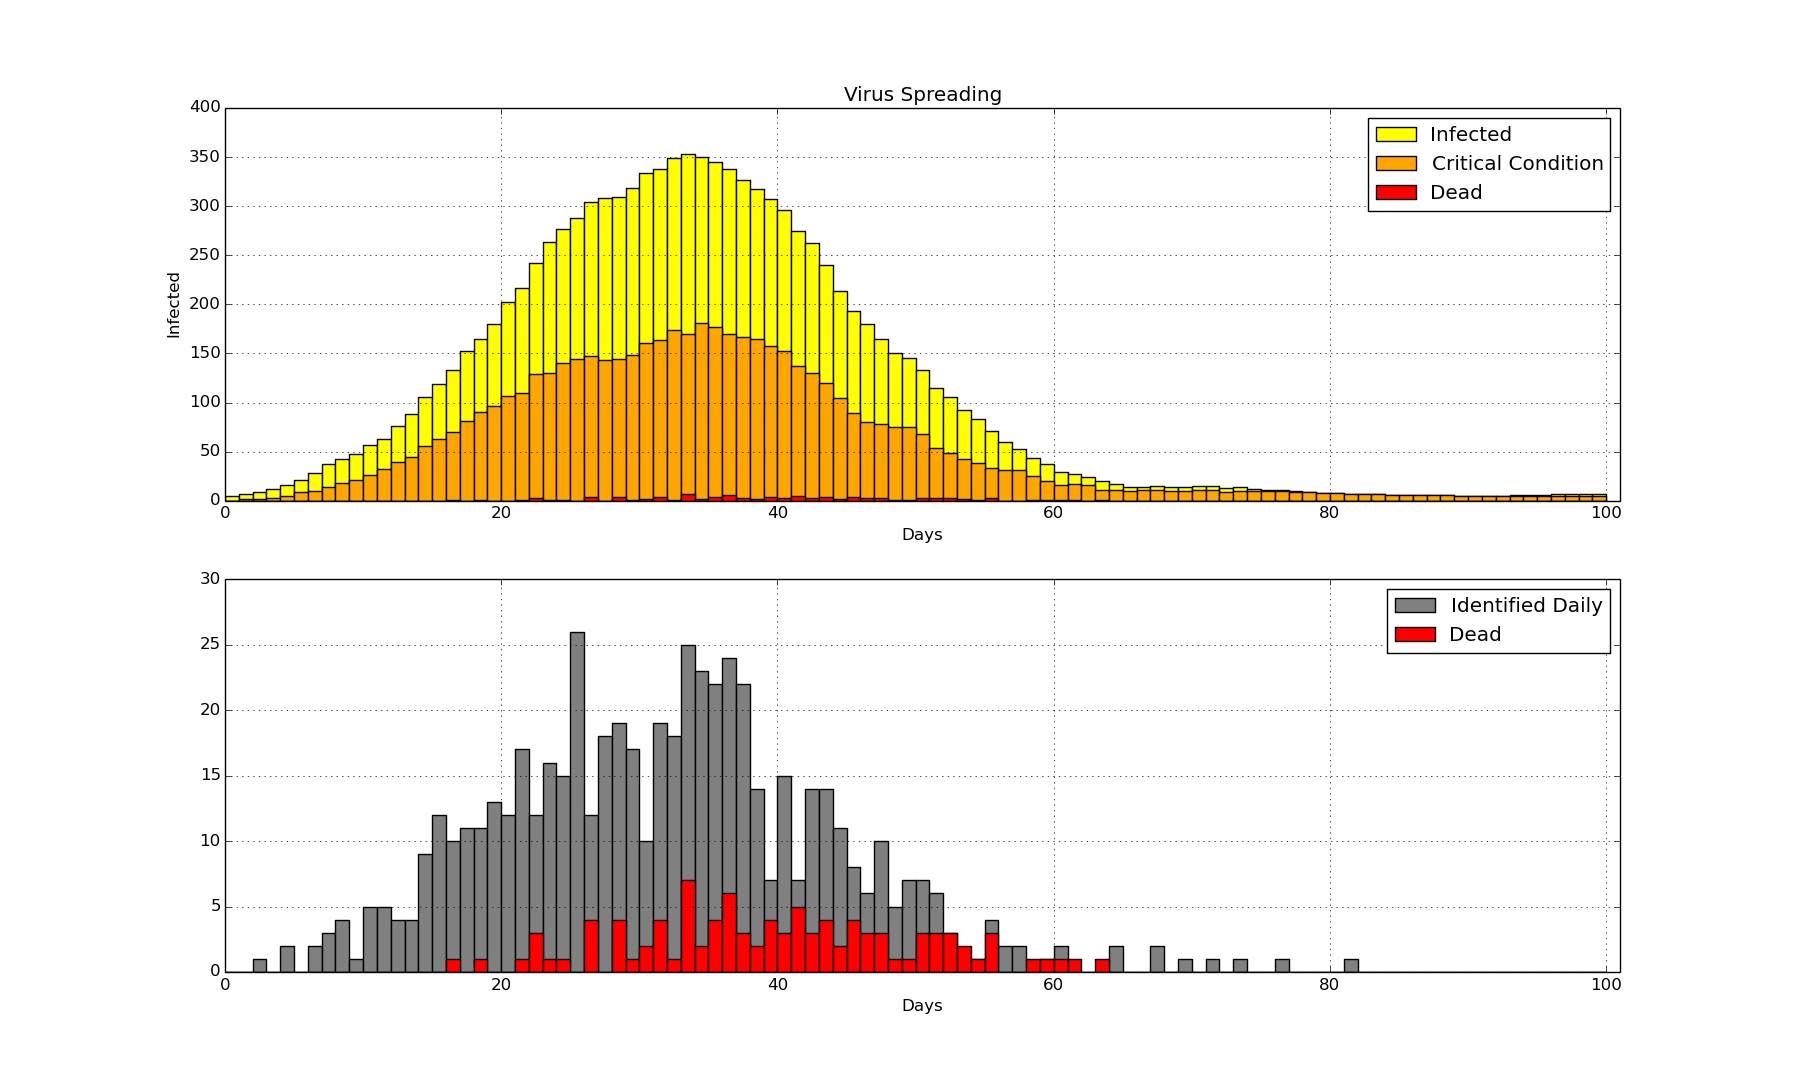 Virus Spreading
400
350
300
250
200
150
100
50
0
Infected
Infected
Critical Condition
Dead
0 20 40 60 80 100
Days
30
25
20
15
10
5
0
Identified Daily
Dead
0 20 40 60 80 100
Days